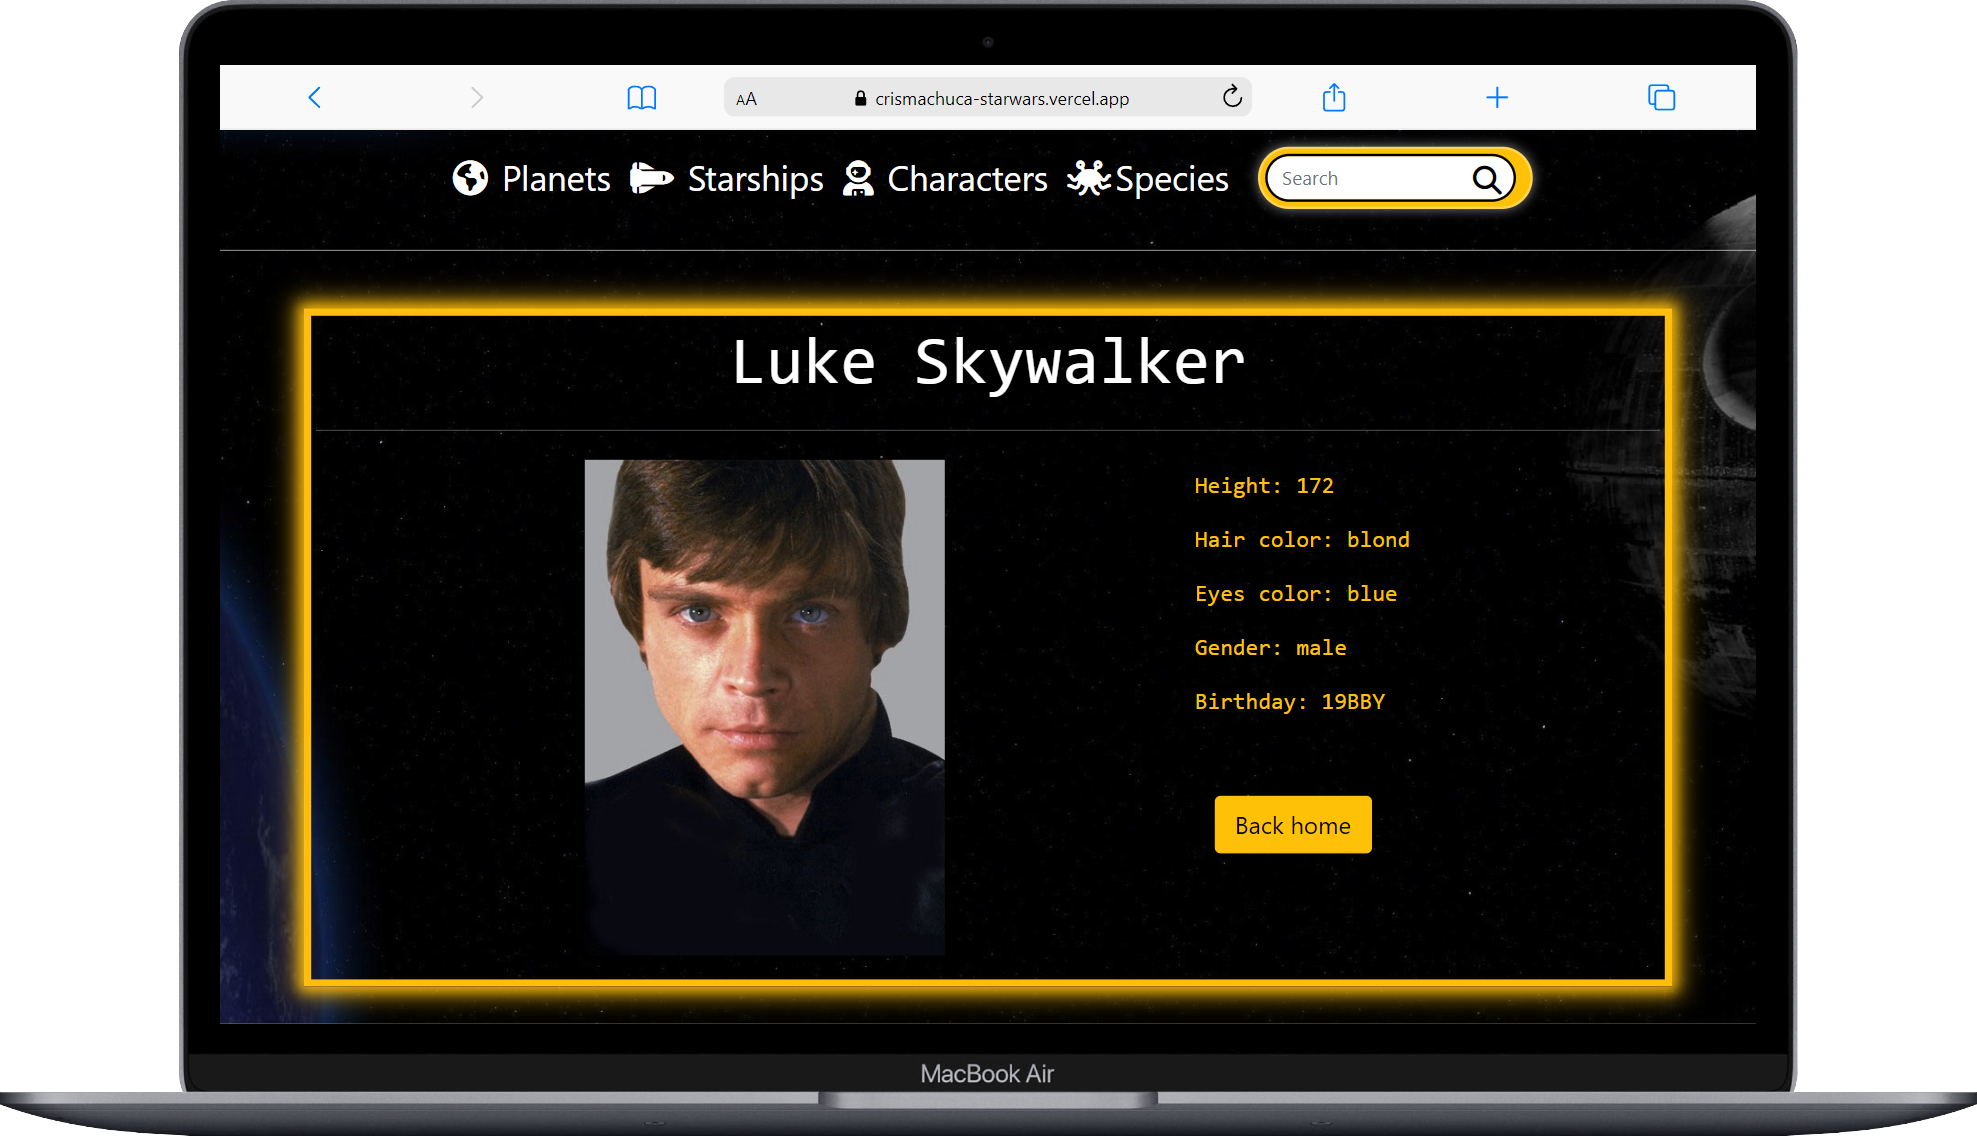 AA crismachuca-starwars.vercel.app
Planets Starships Characters Species Search
Luke Skywalker
Height: 172
Hair color: blond
Eyes color: blue
Gender: male
Birthday: 19BBY
Back home
MacBook Air